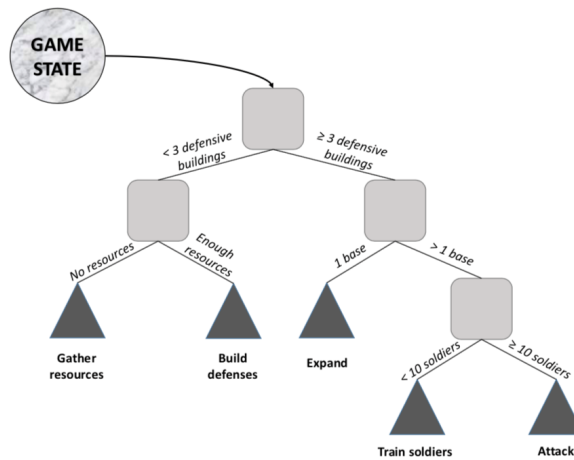 GAME
STATE
< 3 defensive
buildings
≥ 3 defensive
buildings
No resources
Enough
resources
1 base
> 1 base
Gather
resources
Build
defenses
Expand
< 10 soldiers
≥ 10 soldiers
Train soldiers
Attack